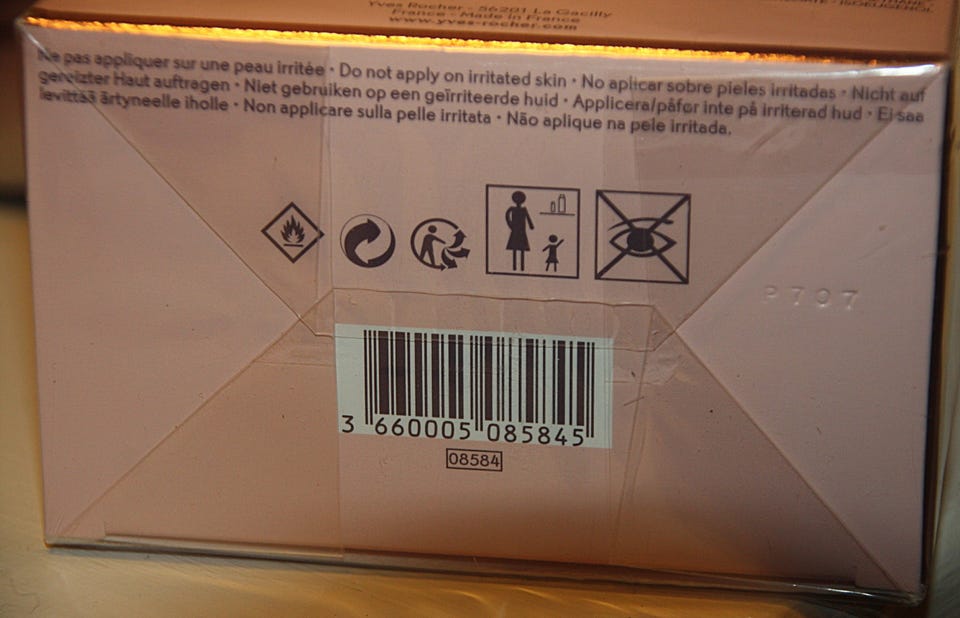 Yves Rocher - 56201 La Gacilly
France - Made in France
www.yves-rocher.com
Ne pas appliquer sur une peau irritée • Do not apply on irritated skin • No aplicar sobre pieles irritadas • Nicht auf
gereizter Haut auftragen • Niet gebruiken op een geïrriteerde huid • Applicera/påfør inte på irriterad hud • Ei saa
levittää ärtyneelle iholle • Non applicare sulla pelle irritata • Não aplique na pele irritada.
P707
3 660005 085845
08584